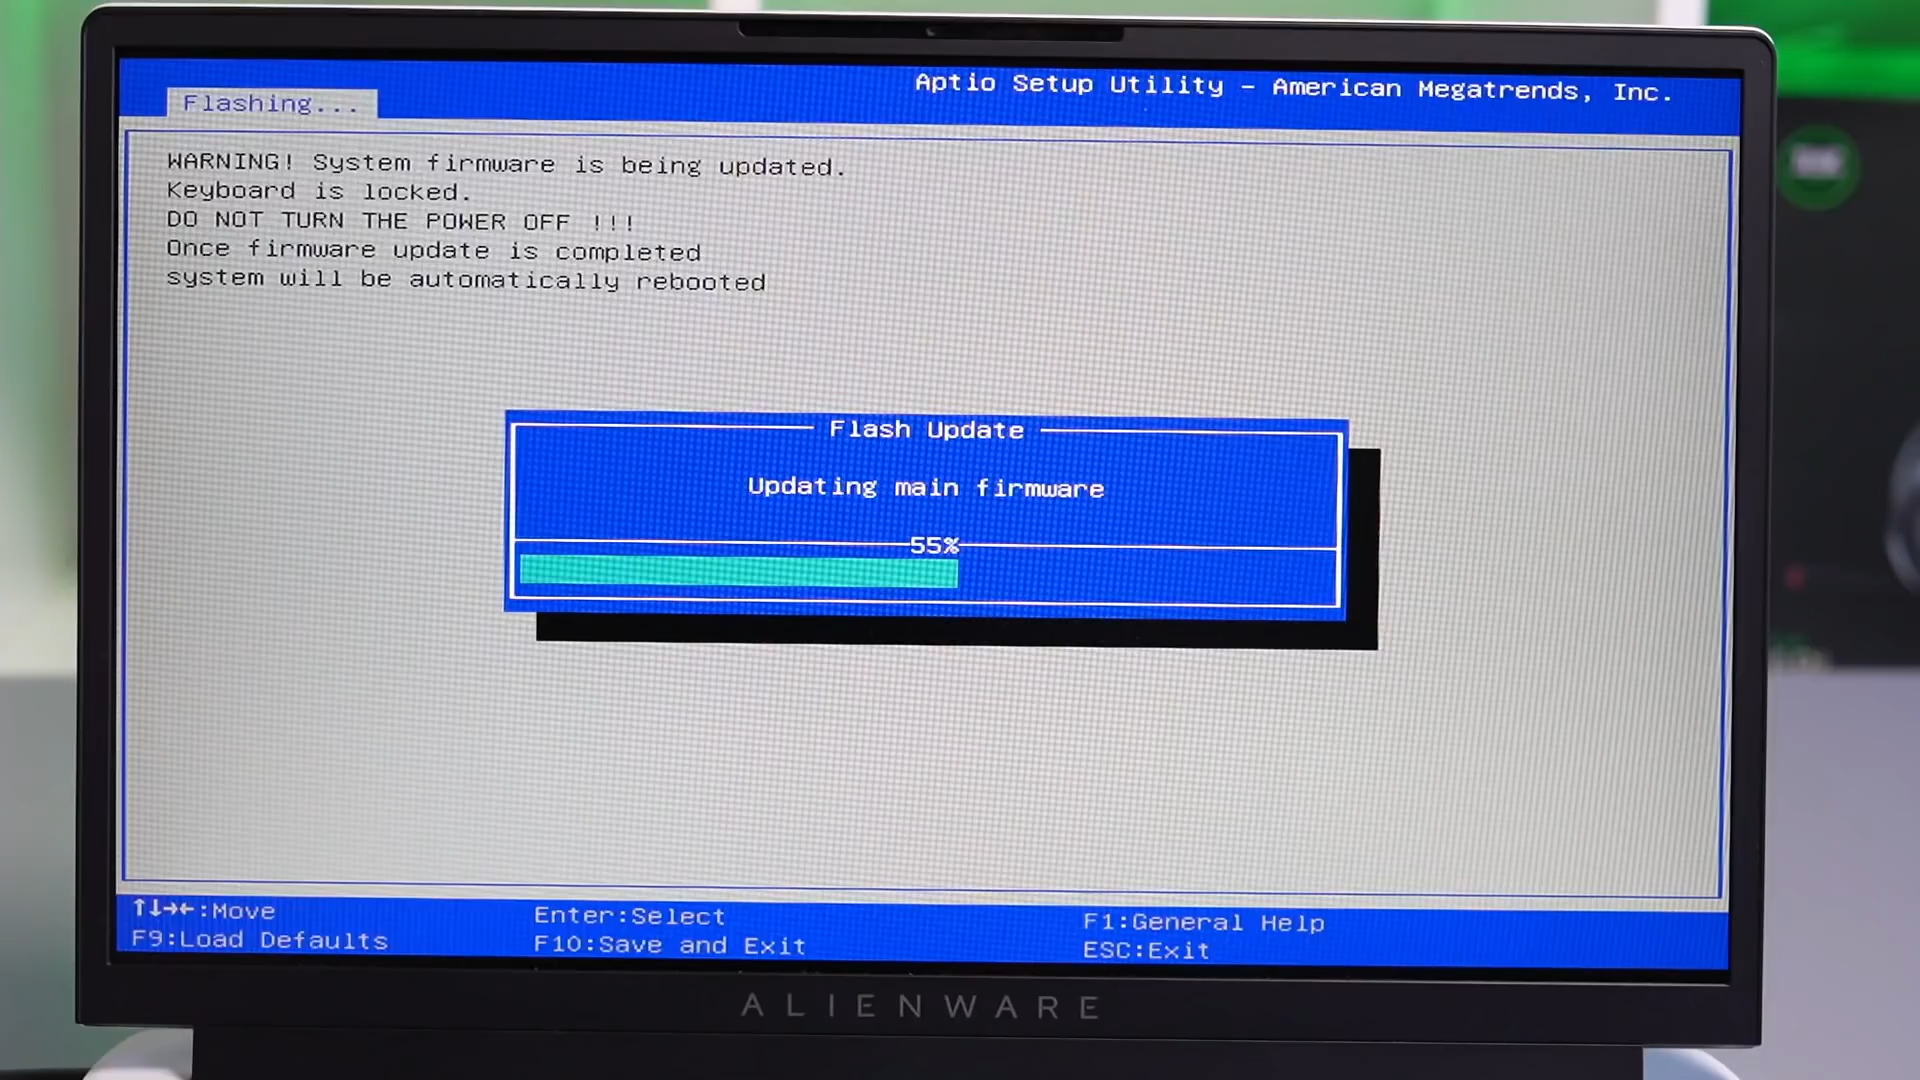 Aptio Setup Utility - American Megatrends, Inc.
Flashing...
WARNING! System firmware is being updated.
Keyboard is locked.
DO NOT TURN THE POWER OFF !!!
Once firmware update is completed
system will be automatically rebooted
Flash Update
Updating main firmware
55%
↑↓→←:Move Enter:Select F1:General Help
F9:Load Defaults F10:Save and Exit ESC:Exit
ALIENWARE